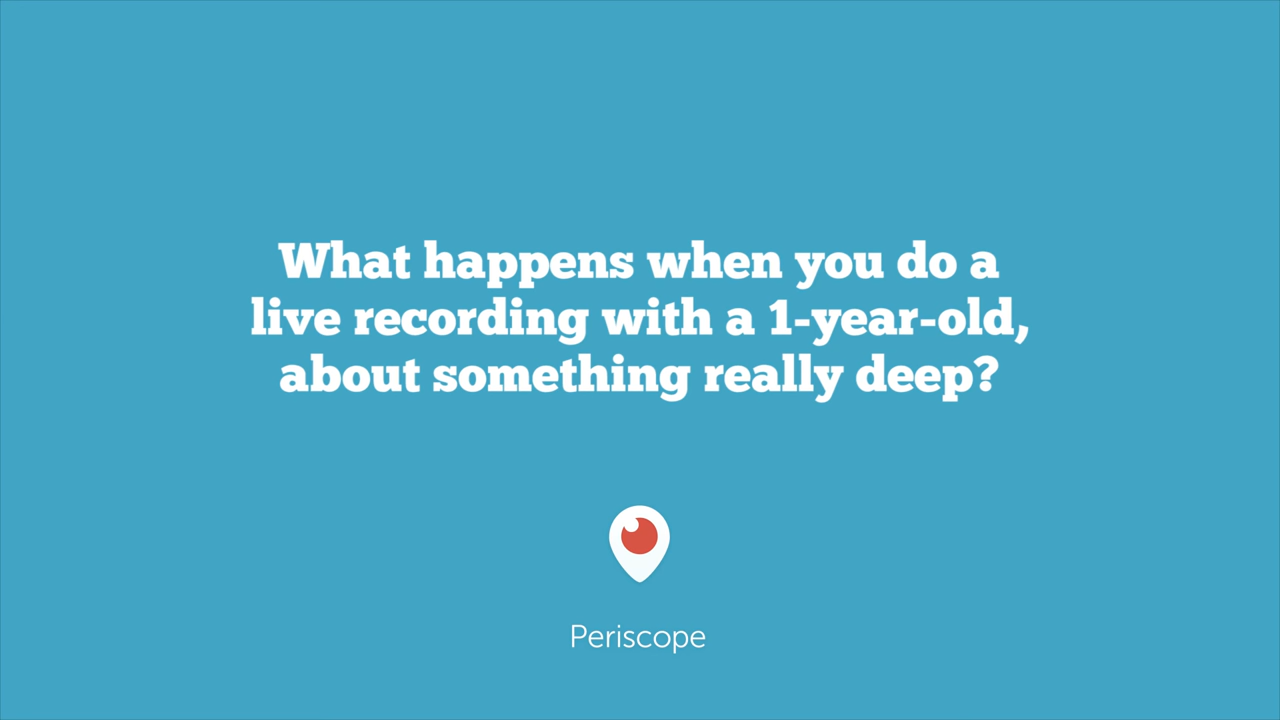 What happens when you do a
live recording with a 1-year-old,
about something really deep?
Periscope